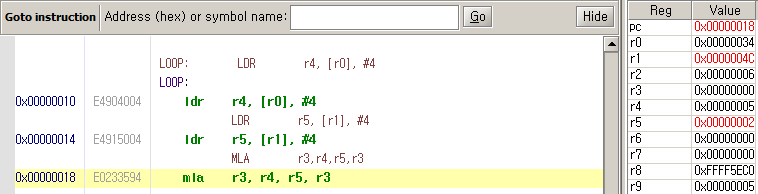 Goto instruction Address (hex) or symbol name: Go Hide
LOOP: LDR r4, [r0], #4
LOOP:
0x00000010 E4904004 ldr r4, [r0], #4
LDR r5, [r1], #4
0x00000014 E4915004 ldr r5, [r1], #4
MLA r3,r4,r5,r3
0x00000018 E0233594 mla r3, r4, r5, r3
Reg Value
pc 0x00000018
r0 0x00000034
r1 0x0000004C
r2 0x00000006
r3 0x00000000
r4 0x00000005
r5 0x00000002
r6 0x00000000
r7 0x00000000
r8 0xFFFF5EC0
r9 0x00000005